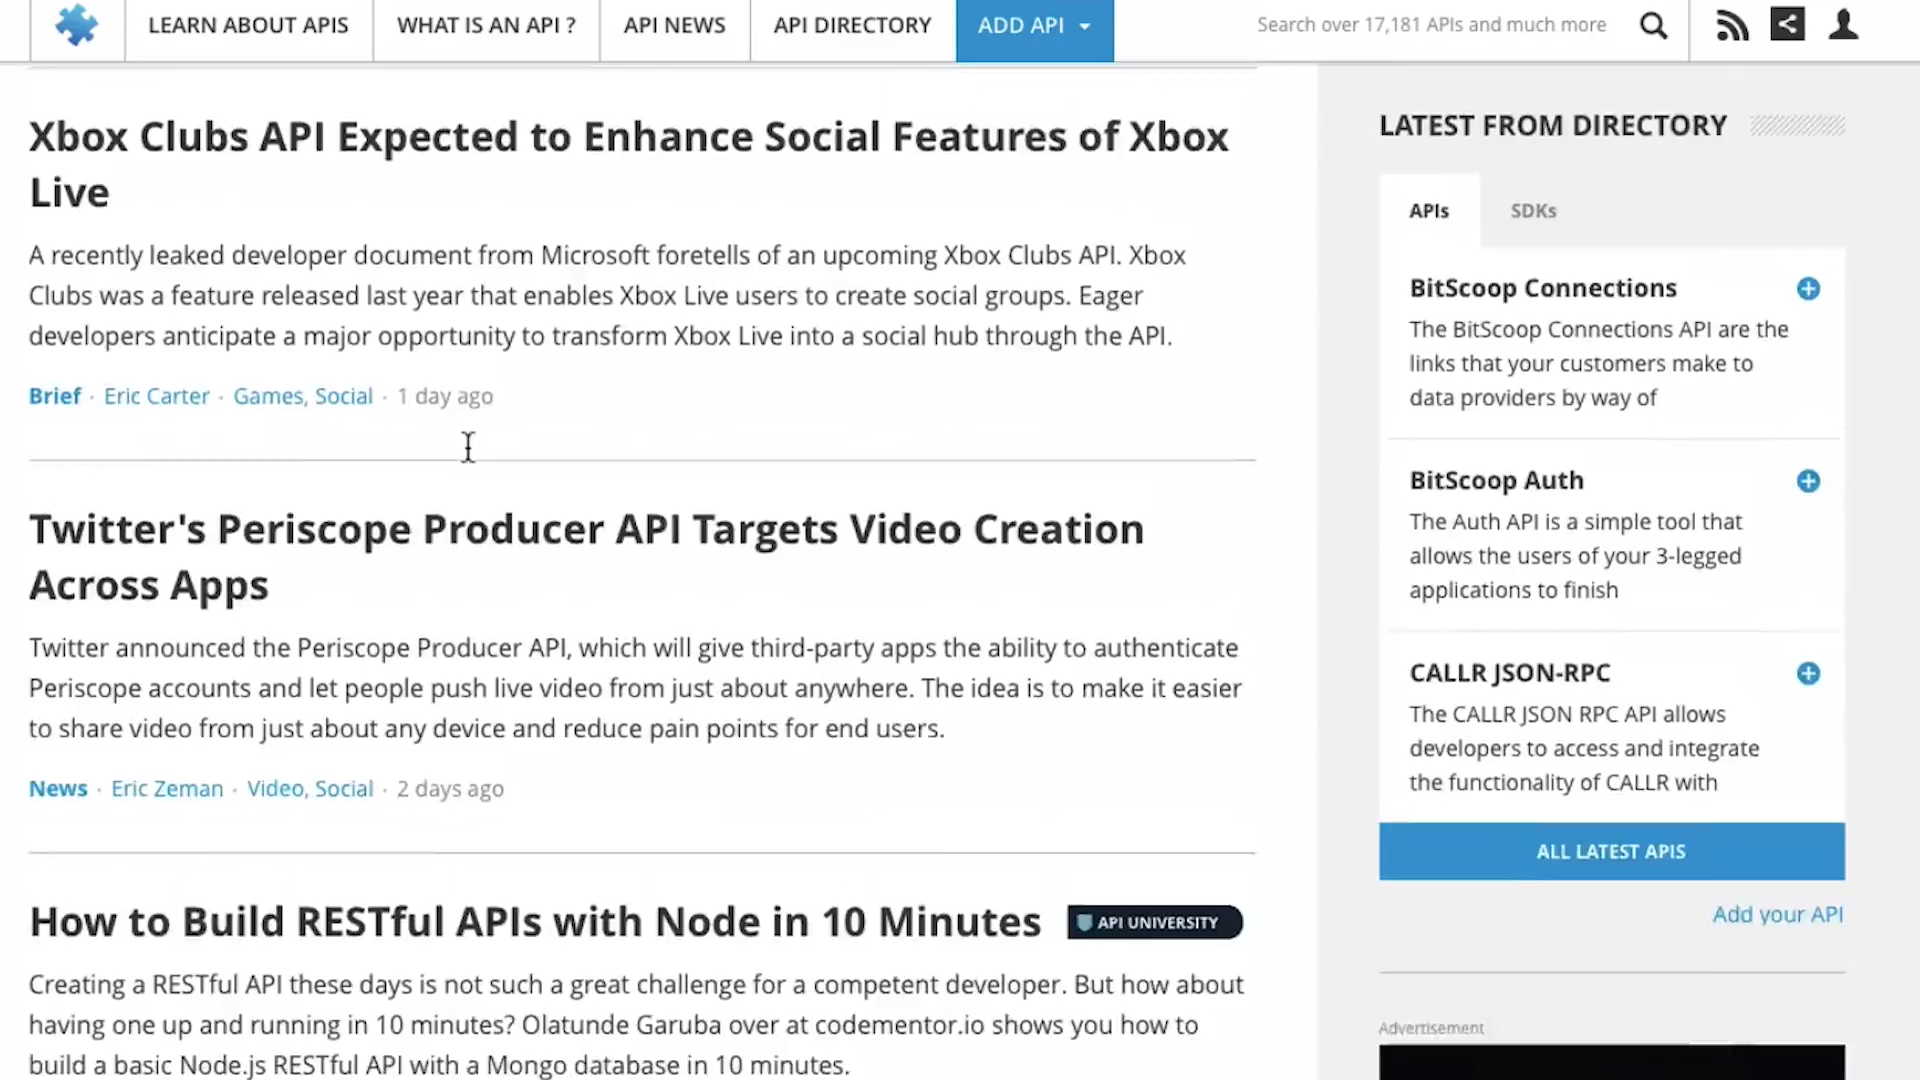 LEARN ABOUT APIS
WHAT IS AN API ?
API NEWS
API DIRECTORY
ADD API
Search over 17,181 APIs and much more
Xbox Clubs API Expected to Enhance Social Features of Xbox
Live
A recently leaked developer document from Microsoft foretells of an upcoming Xbox Clubs API. Xbox
Clubs was a feature released last year that enables Xbox Live users to create social groups. Eager
developers anticipate a major opportunity to transform Xbox Live into a social hub through the API.
Brief · Eric Carter · Games, Social · 1 day ago
Twitter's Periscope Producer API Targets Video Creation
Across Apps
Twitter announced the Periscope Producer API, which will give third-party apps the ability to authenticate
Periscope accounts and let people push live video from just about anywhere. The idea is to make it easier
to share video from just about any device and reduce pain points for end users.
News · Eric Zeman · Video, Social · 2 days ago
How to Build RESTful APIs with Node in 10 Minutes
API UNIVERSITY
Creating a RESTful API these days is not such a great challenge for a competent developer. But how about
having one up and running in 10 minutes? Olatunde Garuba over at codementor.io shows you how to
build a basic Node.js RESTful API with a Mongo database in 10 minutes.
LATEST FROM DIRECTORY
APIs
SDKs
BitScoop Connections
The BitScoop Connections API are the
links that your customers make to
data providers by way of
BitScoop Auth
The Auth API is a simple tool that
allows the users of your 3-legged
applications to finish
CALLR JSON-RPC
The CALLR JSON RPC API allows
developers to access and integrate
the functionality of CALLR with
ALL LATEST APIS
Add your API
Advertisement